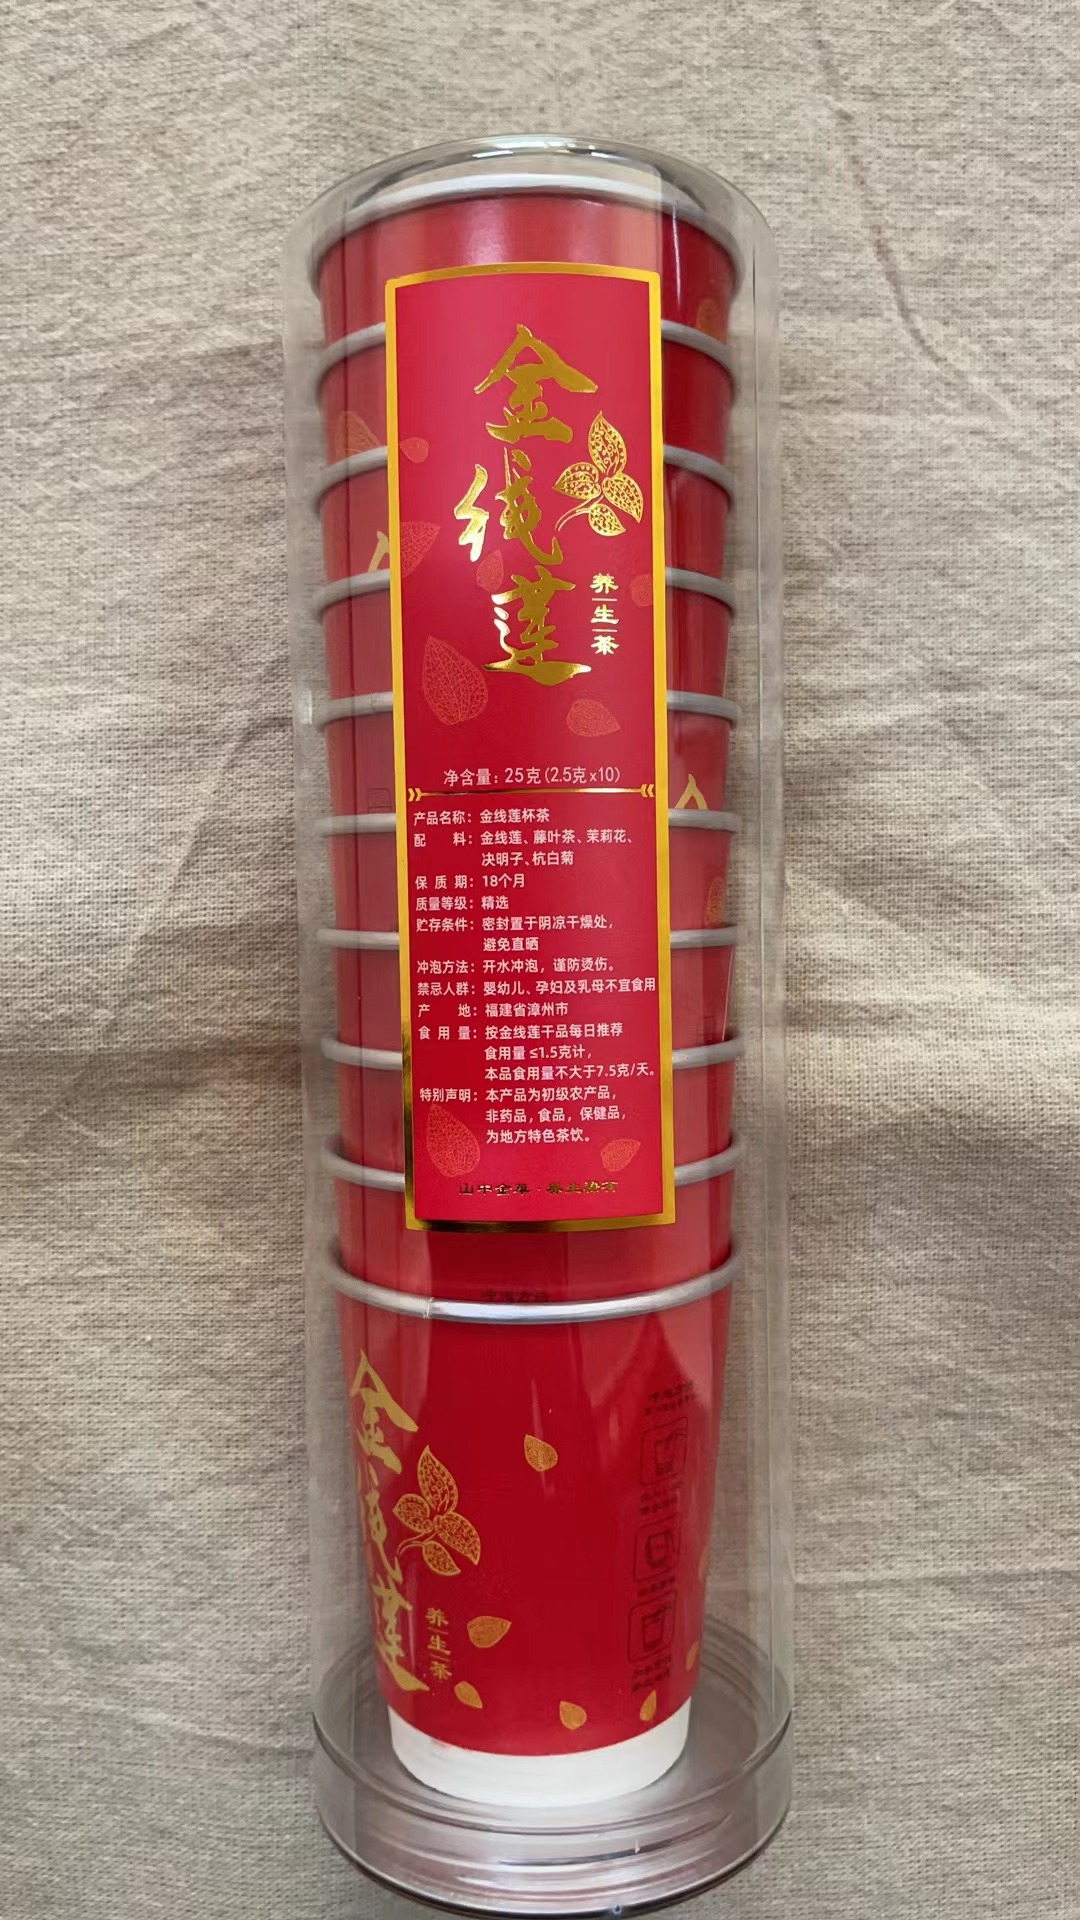 金线莲
养生茶
净含量：25克(2.5克x10)
产品名称：金线莲杯茶
配 料：金线莲、藤叶茶、茉莉花、
决明子、杭白菊
保 质 期：18个月
质量等级：精选
贮存条件：密封置于阴凉干燥处，
避免直晒
冲泡方法：开水冲泡，谨防烫伤。
禁忌人群：婴幼儿、孕妇及乳母不宜食用
产 地：福建省漳州市
食 用 量：按金线莲干品每日推荐
食用量 ≤1.5克计，
本品食用量不大于7.5克/天。
特别声明：本产品为初级农产品，
非药品，食品，保健品，
为地方特色茶饮。
冲泡方法
金线莲
养生茶